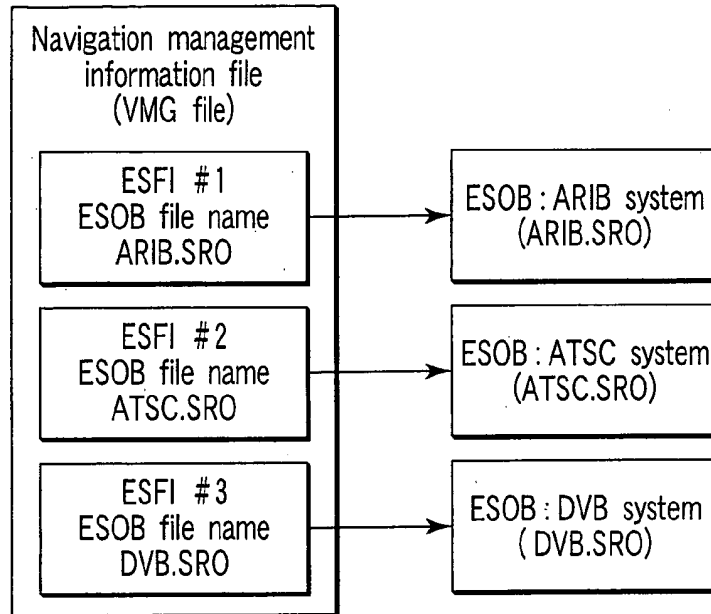 Navigation management
information file
(VMG file)
ESFI #1
ESOB file name
ARIB.SRO
ESOB : ARIB system
(ARIB.SRO)
ESFI #2
ESOB file name
ATSC.SRO
ESOB : ATSC system
(ATSC.SRO)
ESFI #3
ESOB file name
DVB.SRO
ESOB : DVB system
( DVB.SRO)